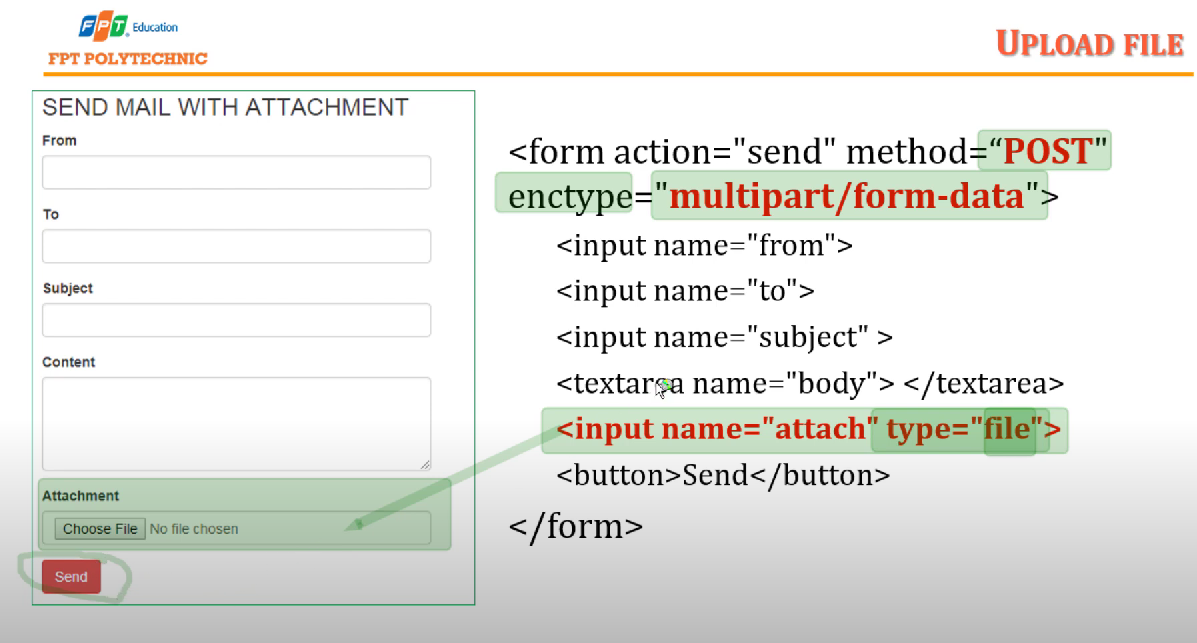 FPT Education
FPT POLYTECHNIC
UPLOAD FILE
SEND MAIL WITH ATTACHMENT
From
To
Subject
Content
Attachment
Choose File No file chosen
Send
<form action="send" method=“POST"
enctype="multipart/form-data">
<input name="from">
<input name="to">
<input name="subject" >
<textarea name="body"> </textarea>
<input name="attach" type="file">
<button>Send</button>
</form>